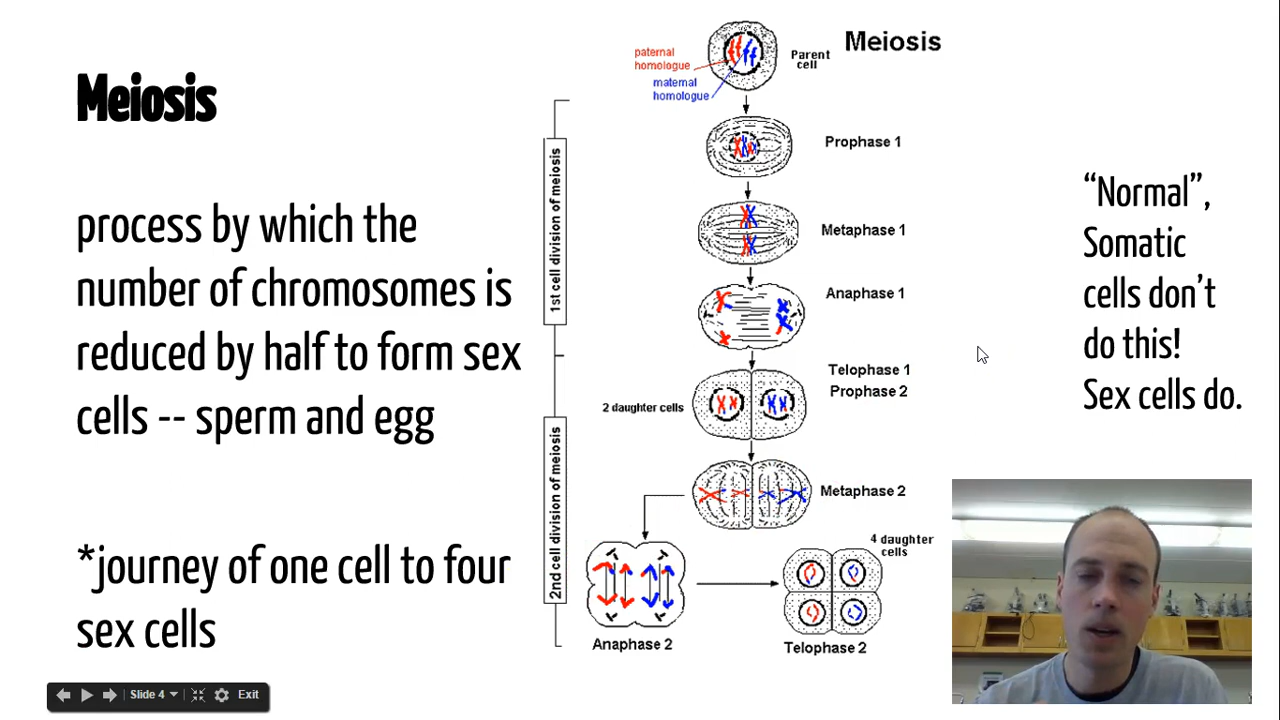 Meiosis
process by which the
number of chromosomes is
reduced by half to form sex
cells -- sperm and egg
*journey of one cell to four
sex cells
Meiosis
paternal
homologue
maternal
homologue
Parent
cell
1st cell division of meiosis
Prophase 1
Metaphase 1
Anaphase 1
Telophase 1
Prophase 2
2 daughter cells
2nd cell division of meiosis
Metaphase 2
4 daughter
cells
Anaphase 2
Telophase 2
“Normal”,
Somatic
cells don’t
do this!
Sex cells do.
Slide 4
Exit